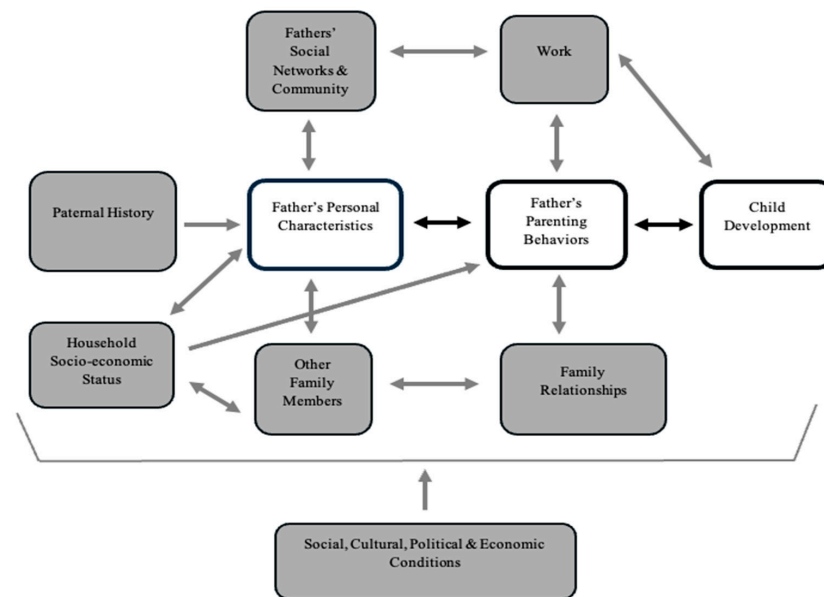 Fathers'
Social
Networks &
Community
Work
Paternal History
Father's Personal
Characteristics
Father's
Parenting
Behaviors
Child
Development
Household
Socio-economic
Status
Other
Family
Members
Family
Relationships
Social, Cultural, Political & Economic
Conditions